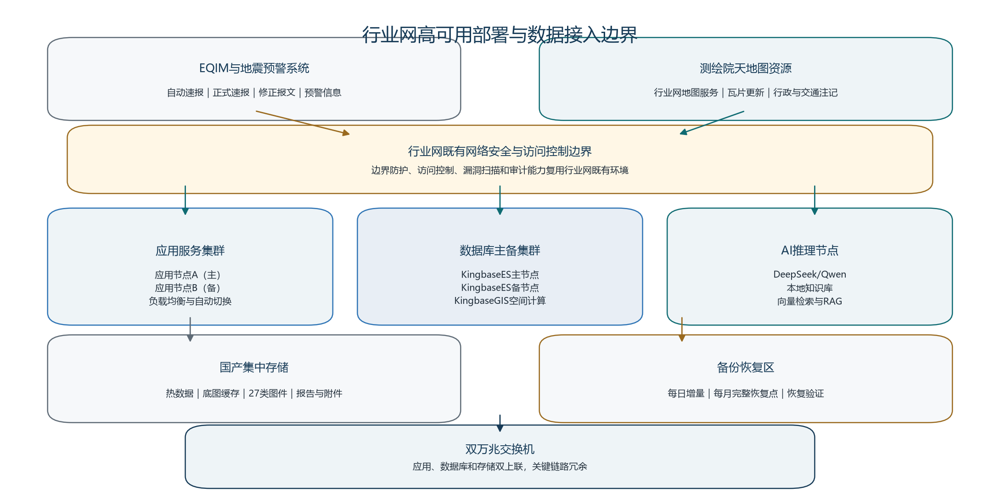 行业网高可用部署与数据接入边界
EQIM与地震预警系统
自动速报 | 正式速报 | 修正报文 | 预警信息
测绘院天地图资源
行业网地图服务 | 瓦片更新 | 行政与交通注记
行业网既有网络安全与访问控制边界
边界防护、访问控制、漏洞扫描和审计能力复用行业网既有环境
应用服务集群
应用节点A（主）
应用节点B（备）
负载均衡与自动切换
数据库主备集群
KingbaseES主节点
KingbaseES备节点
KingbaseGIS空间计算
AI推理节点
DeepSeek/Qwen
本地知识库
向量检索与RAG
国产集中存储
热数据 | 底图缓存 | 27类图件 | 报告与附件
备份恢复区
每日增量 | 每月完整恢复点 | 恢复验证
双万兆交换机
应用、数据库和存储双上联，关键链路冗余